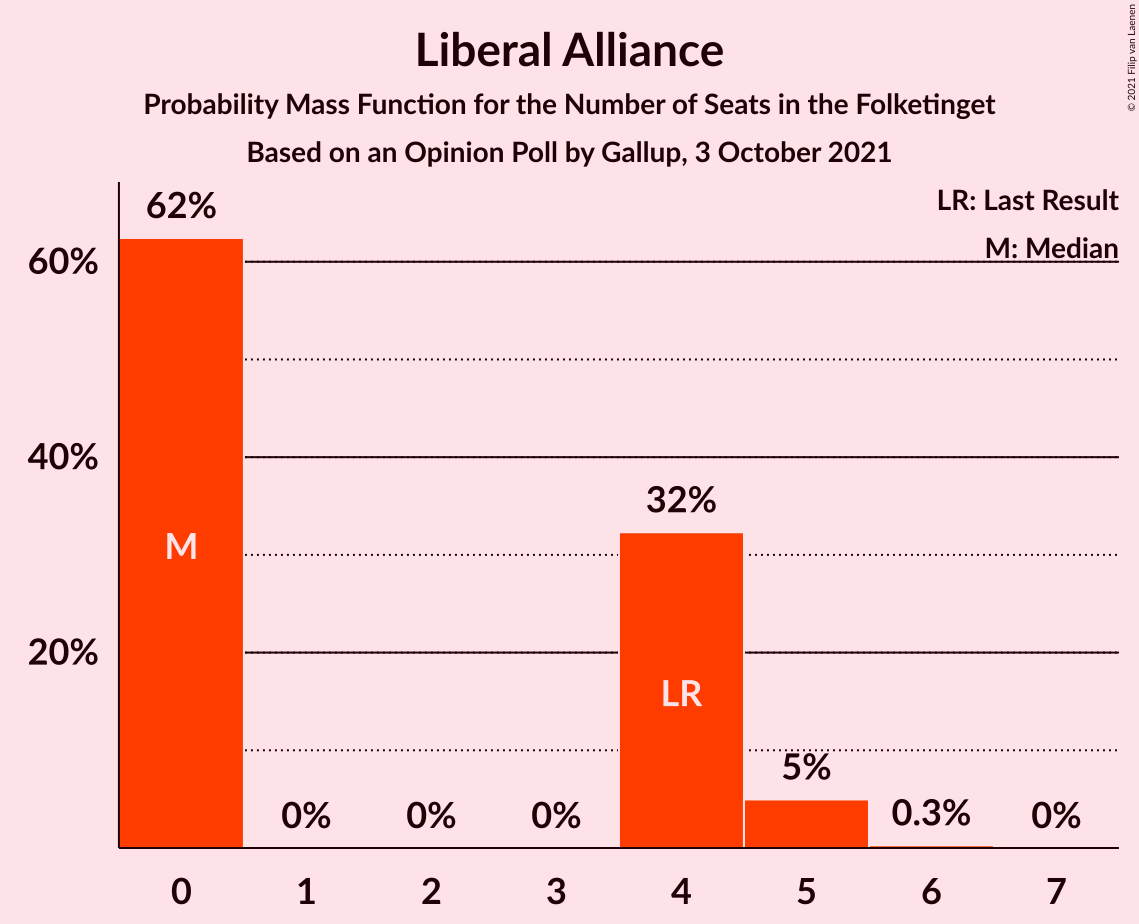 Liberal Alliance
Probability Mass Function for the Number of Seats in the Folketinget
Based on an Opinion Poll by Gallup, 3 October 2021
© 2021 Filip van Laenen
LR: Last Result
M: Median
62%
60%
40%
20%
M
0%
0%
0%
32%
LR
5%
0.3%
0%
0 1 2 3 4 5 6 7